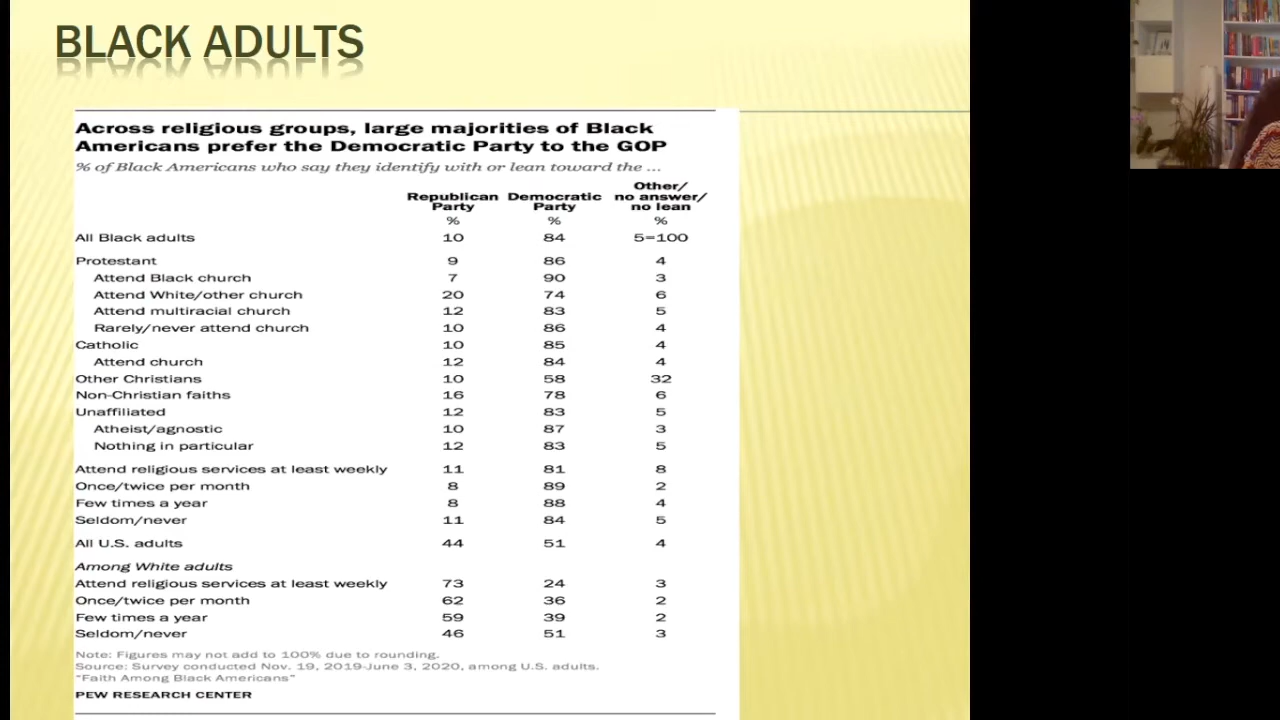 BLACK ADULTS
Across religious groups, large majorities of Black
Americans prefer the Democratic Party to the GOP
% of Black Americans who say they identify with or lean toward the ...
Republican Party Democratic Party Other/ no answer/ no lean
% % %
All Black adults 10 84 5=100
Protestant 9 86 4
Attend Black church 7 90 3
Attend White/other church 20 74 6
Attend multiracial church 12 83 5
Rarely/never attend church 10 86 4
Catholic 10 85 4
Attend church 12 84 4
Other Christians 10 58 32
Non-Christian faiths 16 78 6
Unaffiliated 12 83 5
Atheist/agnostic 10 87 3
Nothing in particular 12 83 5
Attend religious services at least weekly 11 81 8
Once/twice per month 8 89 2
Few times a year 8 88 4
Seldom/never 11 84 5
All U.S. adults 44 51 4
Among White adults
Attend religious services at least weekly 73 24 3
Once/twice per month 62 36 2
Few times a year 59 39 2
Seldom/never 46 51 3
Note: Figures may not add to 100% due to rounding.
Source: Survey conducted Nov. 19, 2019-June 3, 2020, among U.S. adults.
"Faith Among Black Americans"
PEW RESEARCH CENTER